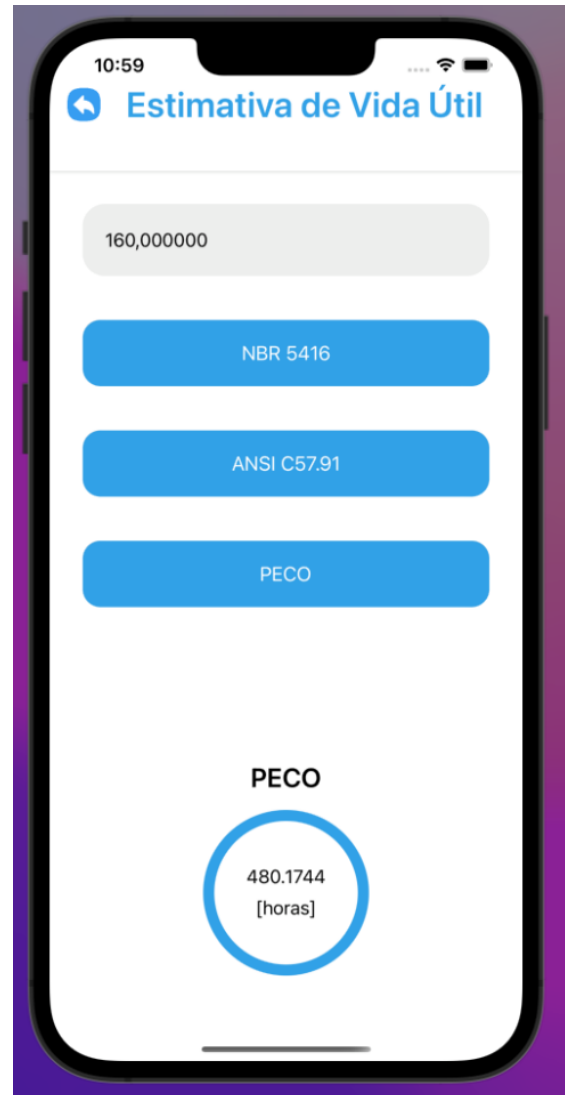 10:59
Estimativa de Vida Útil
160,000000
NBR 5416
ANSI C57.91
PECO
PECO
480.1744
[horas]